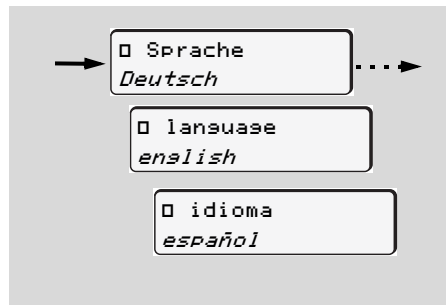 □ Sprache
Deutsch
□ language
english
□ idioma
español